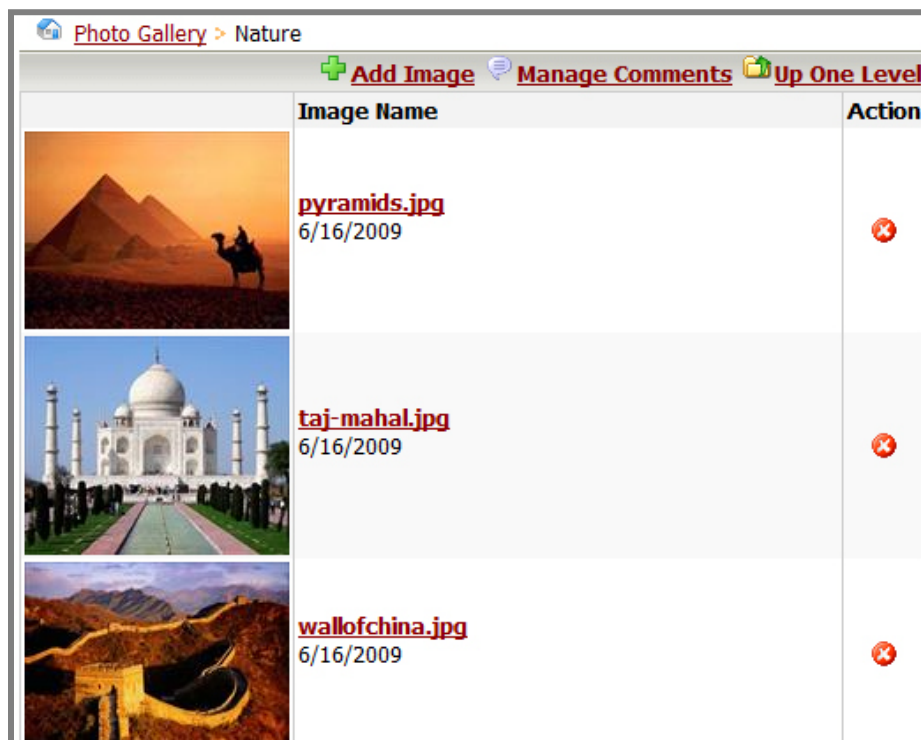 Photo Gallery > Nature
Add Image Manage Comments Up One Level
Image Name Action
pyramids.jpg
6/16/2009
taj-mahal.jpg
6/16/2009
wallofchina.jpg
6/16/2009